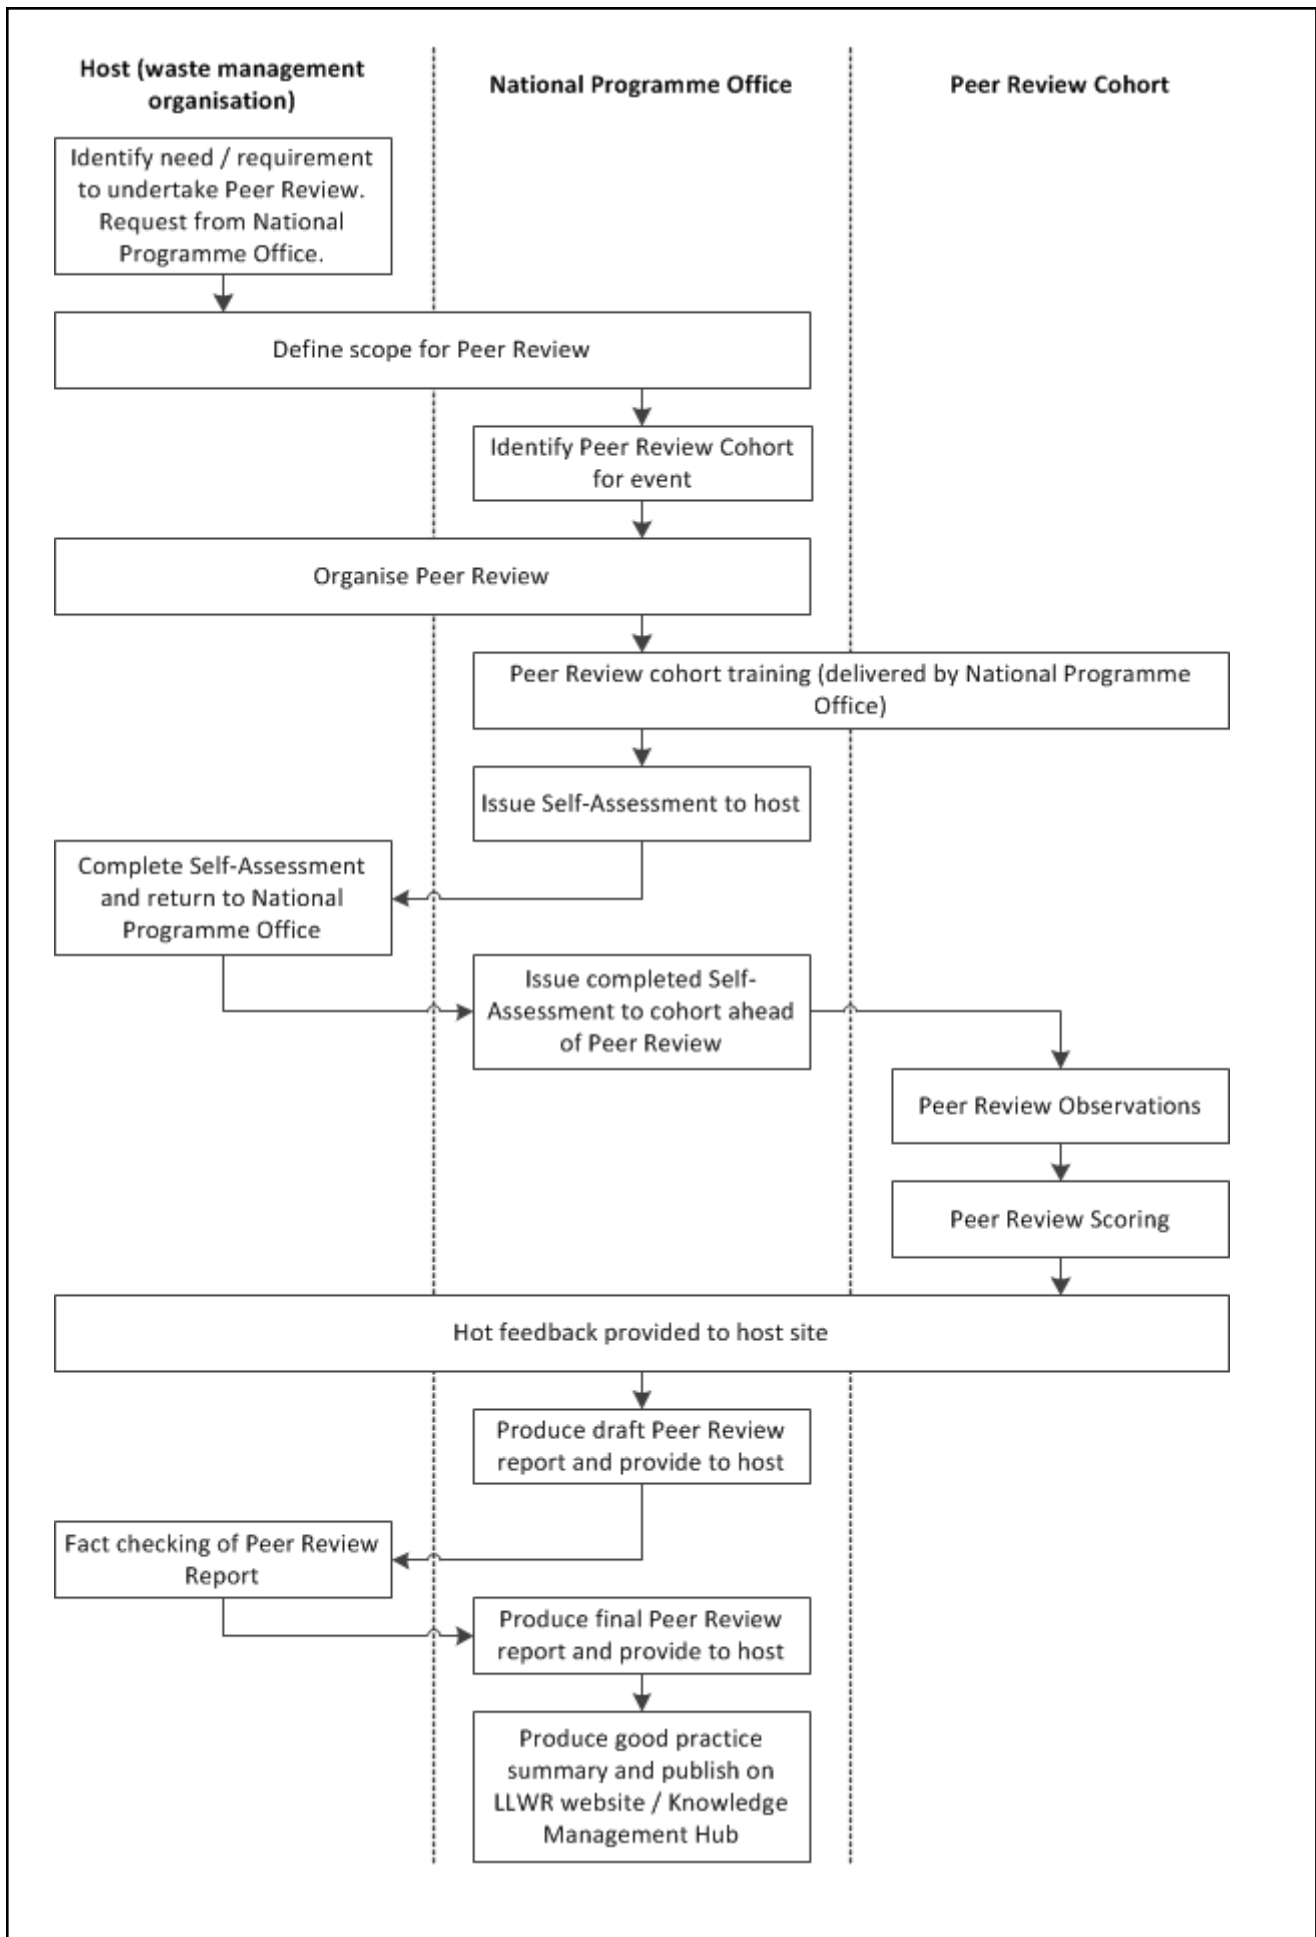 Host (waste management
organisation)
National Programme Office
Peer Review Cohort
Identify need / requirement
to undertake Peer Review.
Request from National
Programme Office.
Define scope for Peer Review
Identify Peer Review Cohort
for event
Organise Peer Review
Peer Review cohort training (delivered by National Programme
Office)
Issue Self-Assessment to host
Complete Self-Assessment
and return to National
Programme Office
Issue completed Self-
Assessment to cohort ahead
of Peer Review
Peer Review Observations
Peer Review Scoring
Hot feedback provided to host site
Produce draft Peer Review
report and provide to host
Fact checking of Peer Review
Report
Produce final Peer Review
report and provide to host
Produce good practice
summary and publish on
LLWR website / Knowledge
Management Hub